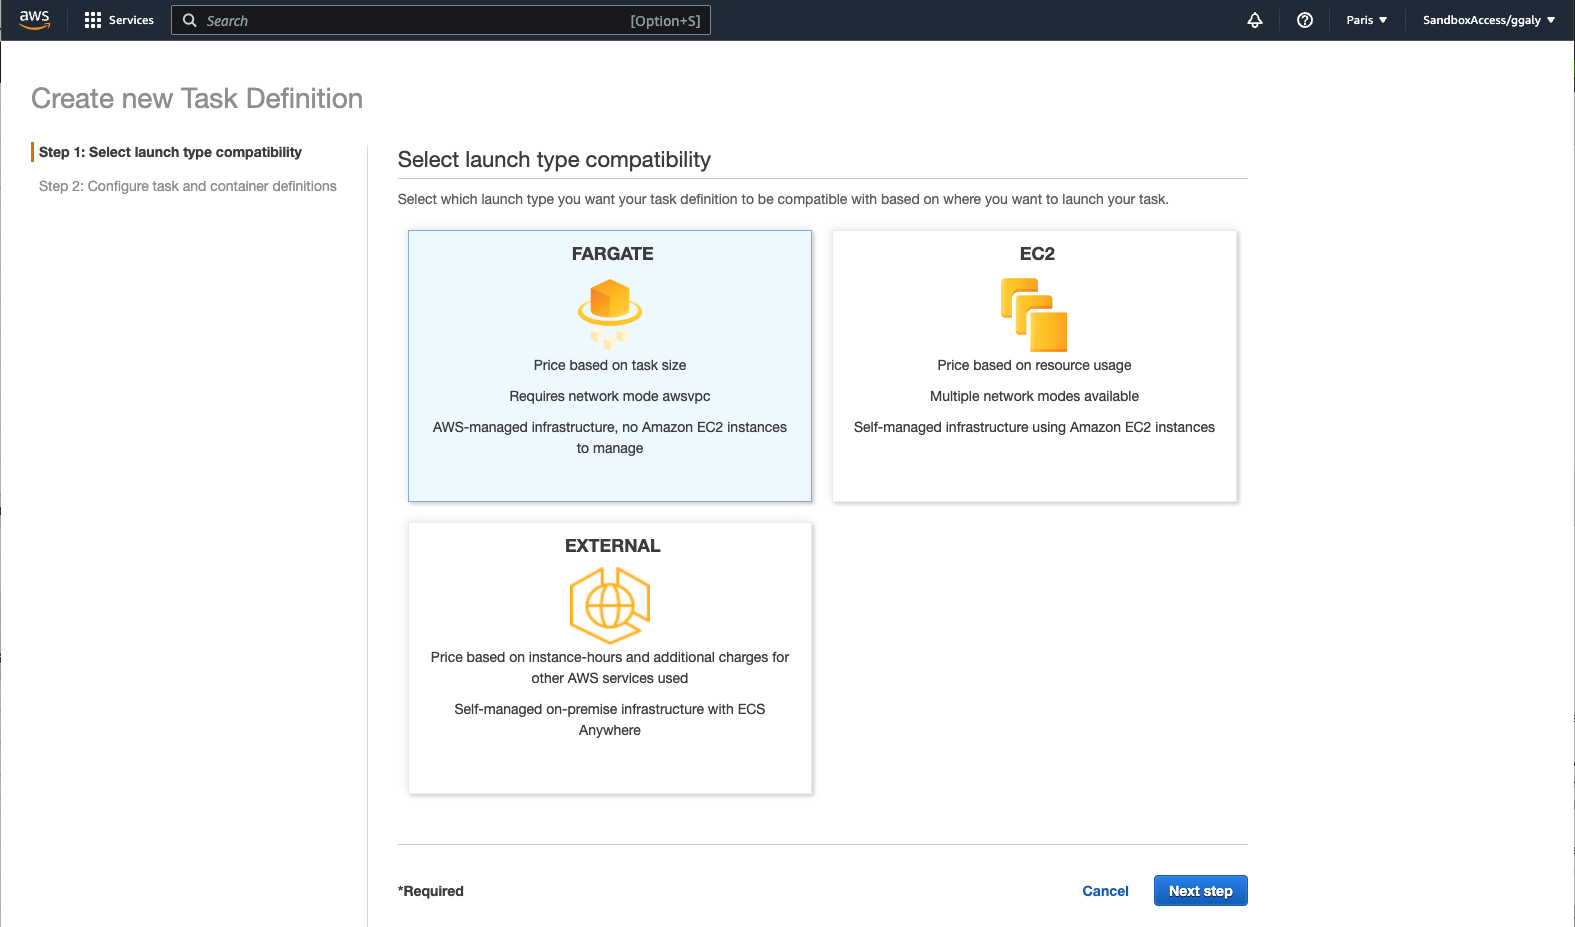 aws
Services
Search
[Option+S]
Paris
SandboxAccess/ggaly
Create new Task Definition
Step 1: Select launch type compatibility
Step 2: Configure task and container definitions
Select launch type compatibility
Select which launch type you want your task definition to be compatible with based on where you want to launch your task.
FARGATE
Price based on task size
Requires network mode awsvpc
AWS-managed infrastructure, no Amazon EC2 instances
to manage
EC2
Price based on resource usage
Multiple network modes available
Self-managed infrastructure using Amazon EC2 instances
EXTERNAL
Price based on instance-hours and additional charges for
other AWS services used
Self-managed on-premise infrastructure with ECS
Anywhere
*Required
Cancel
Next step